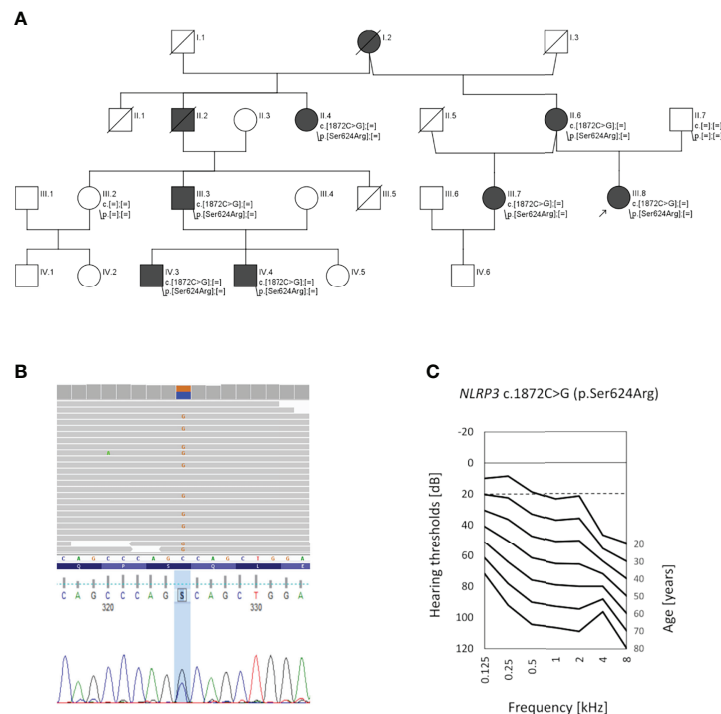 A
I.1
I.2
I.3
II.1
II.2
II.3
II.4
c.[1872C>G];[=]
p.[Ser624Arg];[=]
II.5
II.6
c.[1872C>G];[=]
p.[Ser624Arg];[=]
II.7
c.[=];[=]
p.[=];[=]
III.1
III.2
c.[=];[=]
p.[=];[=]
III.3
c.[1872C>G];[=]
p.[Ser624Arg];[=]
III.4
III.5
III.6
III.7
c.[1872C>G];[=]
p.[Ser624Arg];[=]
III.8
c.[1872C>G];[=]
p.[Ser624Arg];[=]
IV.1
IV.2
IV.3
c.[1872C>G];[=]
p.[Ser624Arg];[=]
IV.4
c.[1872C>G];[=]
p.[Ser624Arg];[=]
IV.5
IV.6
B
G
G
G
G
A
G
G
G
G
G
G
C A G C C C A G C C A G C T G G A
Q P S Q L E
C A G C C C A G S C A G C T G G A
320 330
C
NLRP3 c.1872C>G (p.Ser624Arg)
Hearing thresholds [dB]
-20
0
20
40
60
80
100
120
0.125
0.25
0.5
1
2
4
8
Frequency [kHz]
20
30
40
50
60
70
80
Age [years]